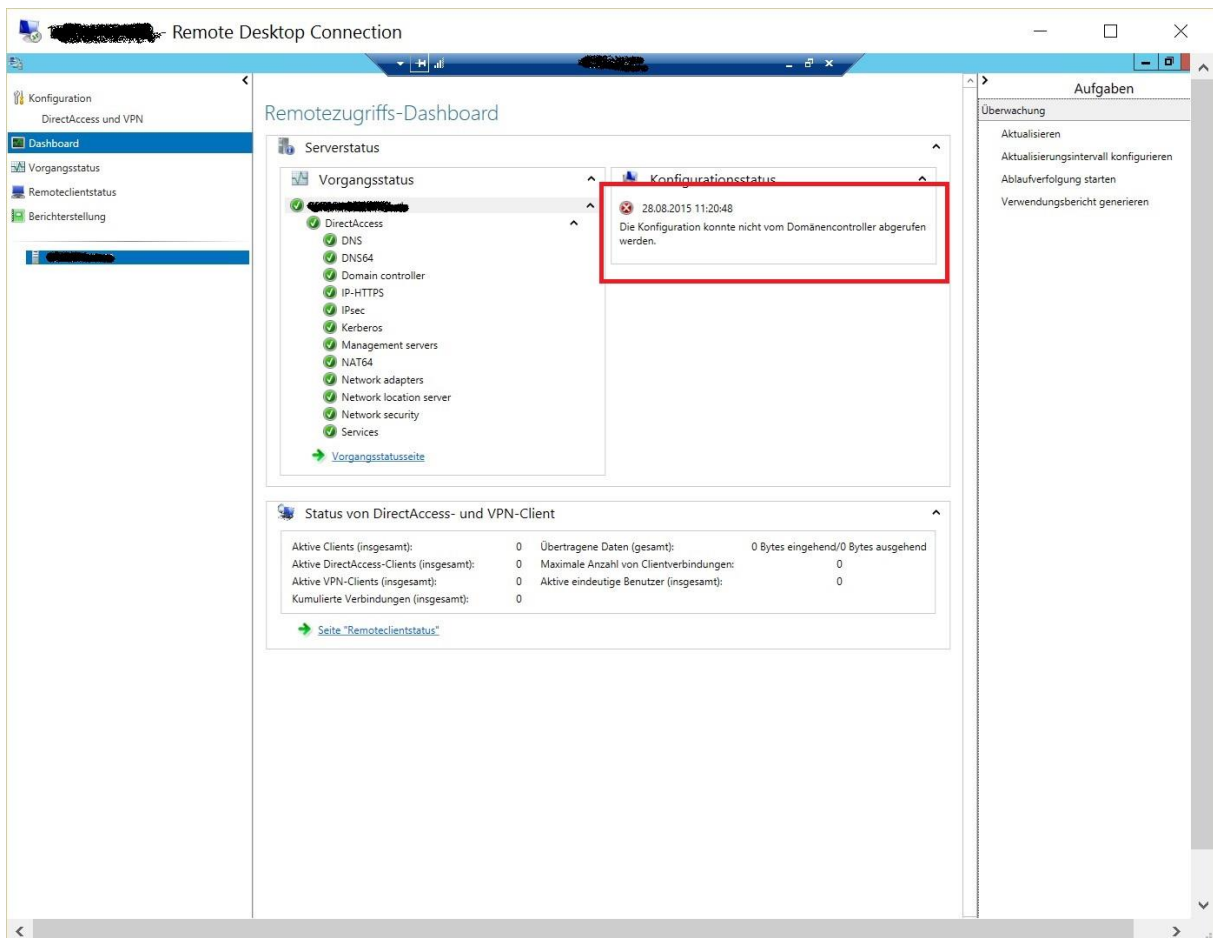 Remote Desktop Connection
Konfiguration
DirectAccess und VPN
Dashboard
Vorgangsstatus
Remoteclientstatus
Berichterstellung
Remotezugriffs-Dashboard
Serverstatus
Vorgangsstatus
DirectAccess
DNS
DNS64
Domain controller
IP-HTTPS
IPsec
Kerberos
Management servers
NAT64
Network adapters
Network location server
Network security
Services
Vorgangsstatusseite
Konfigurationsstatus
28.08.2015 11:20:48
Die Konfiguration konnte nicht vom Domänencontroller abgerufen
werden.
Status von DirectAccess- und VPN-Client
Aktive Clients (insgesamt): 0 Übertragene Daten (gesamt): 0 Bytes eingehend/0 Bytes ausgehend
Aktive DirectAccess-Clients (insgesamt): 0 Maximale Anzahl von Clientverbindungen: 0
Aktive VPN-Clients (insgesamt): 0 Aktive eindeutige Benutzer (insgesamt): 0
Kumulierte Verbindungen (insgesamt): 0
Seite "Remoteclientstatus"
Aufgaben
Überwachung
Aktualisieren
Aktualisierungsintervall konfigurieren
Ablaufverfolgung starten
Verwendungsbericht generieren